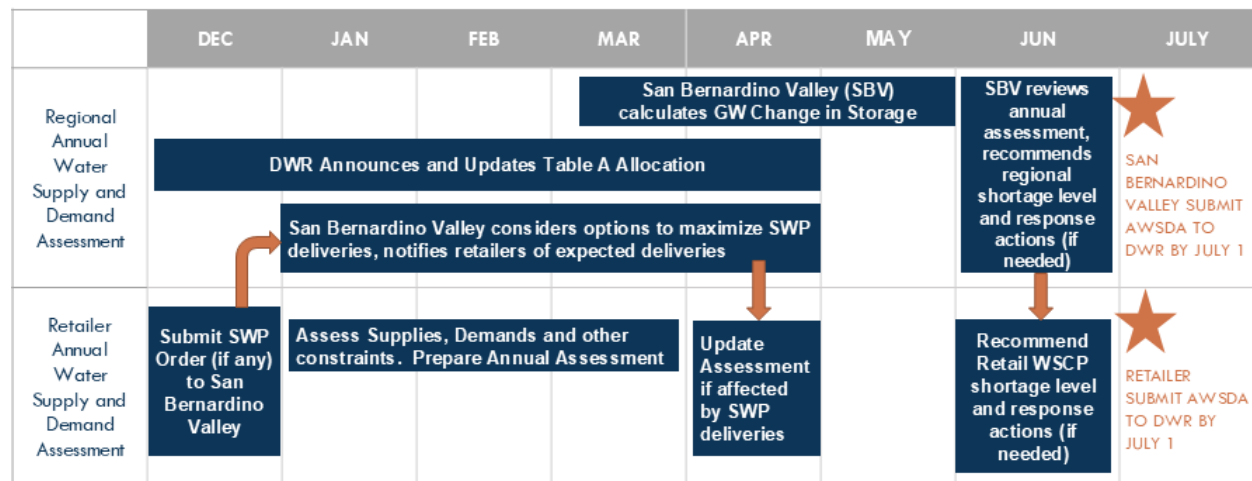 DEC JAN FEB MAR APR MAY JUN JULY
Regional
Annual
Water
Supply and
Demand
Assessment
San Bernardino Valley (SBV)
calculates GW Change in Storage
DWR Announces and Updates Table A Allocation
San Bernardino Valley considers options to maximize SWP
deliveries, notifies retailers of expected deliveries
SBV reviews
annual
assessment,
recommends
regional
shortage level
and response
actions (if
needed)
SAN
BERNARDINO
VALLEY SUBMIT
AWSDA TO
DWR BY JULY 1
Retailer
Annual
Water
Supply and
Demand
Assessment
Submit SWP
Order (if any)
to San
Bernardino
Valley
Assess Supplies, Demands and other
constraints. Prepare Annual Assessment
Update
Assessment
if affected
by SWP
deliveries
Recommend
Retail WSCP
shortage level
and response
actions (if
needed)
RETAILER
SUBMIT AWSDA
TO DWR BY
JULY 1